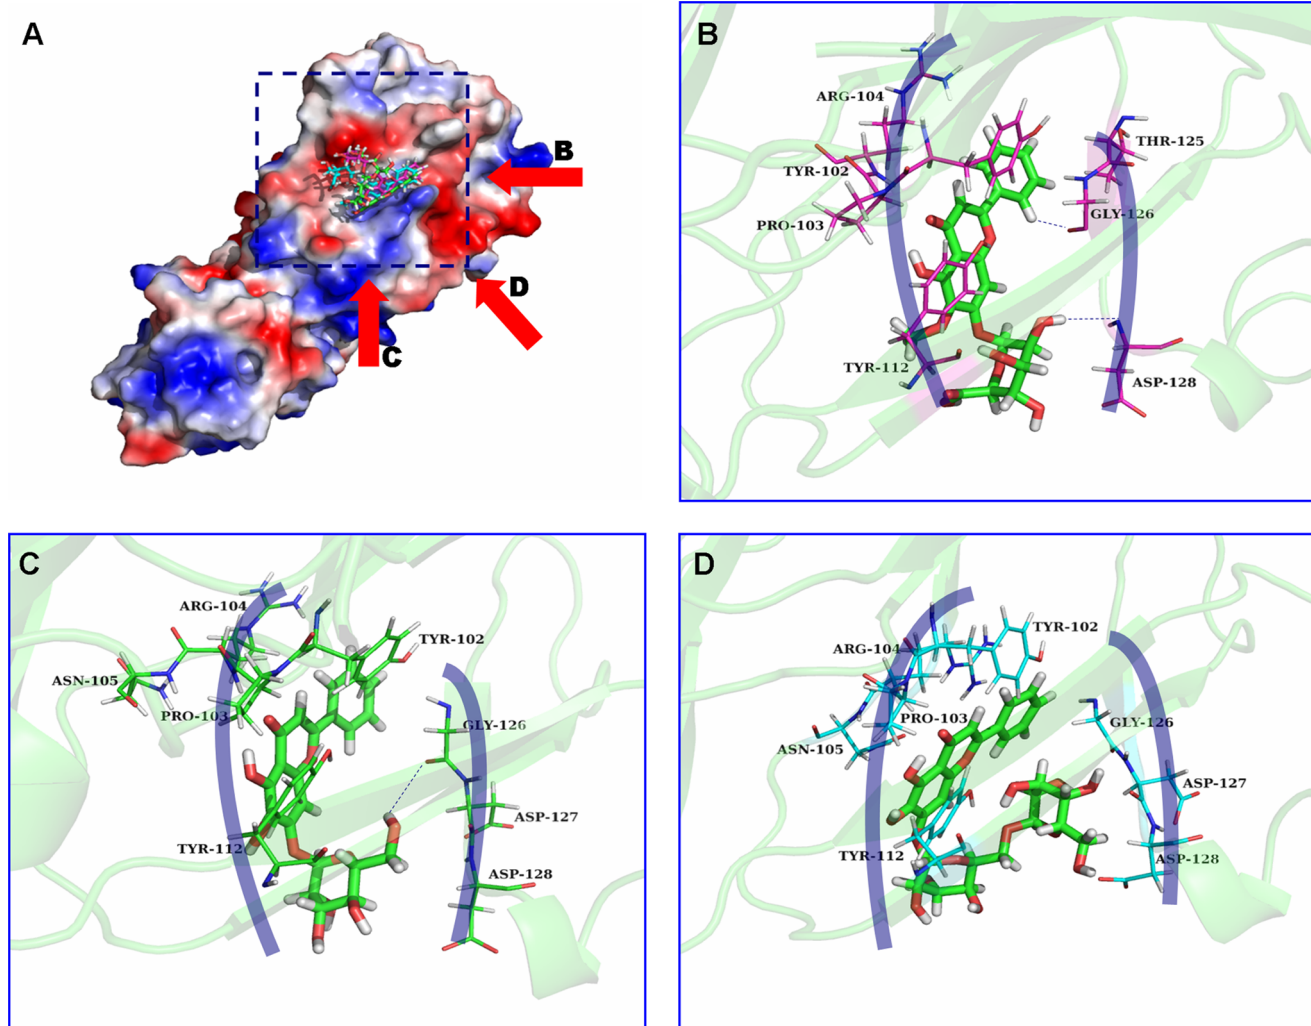 A
B
D
C
B
ARG-104
THR-125
TYR-102
GLY-126
PRO-103
TYR-112
ASP-128
C
ARG-104
TYR-102
ASN-105
PRO-103
GLY-126
ASP-127
TYR-112
ASP-128
D
TYR-102
ARG-104
PRO-103
GLY-126
ASN-105
ASP-127
TYR-112
ASP-128